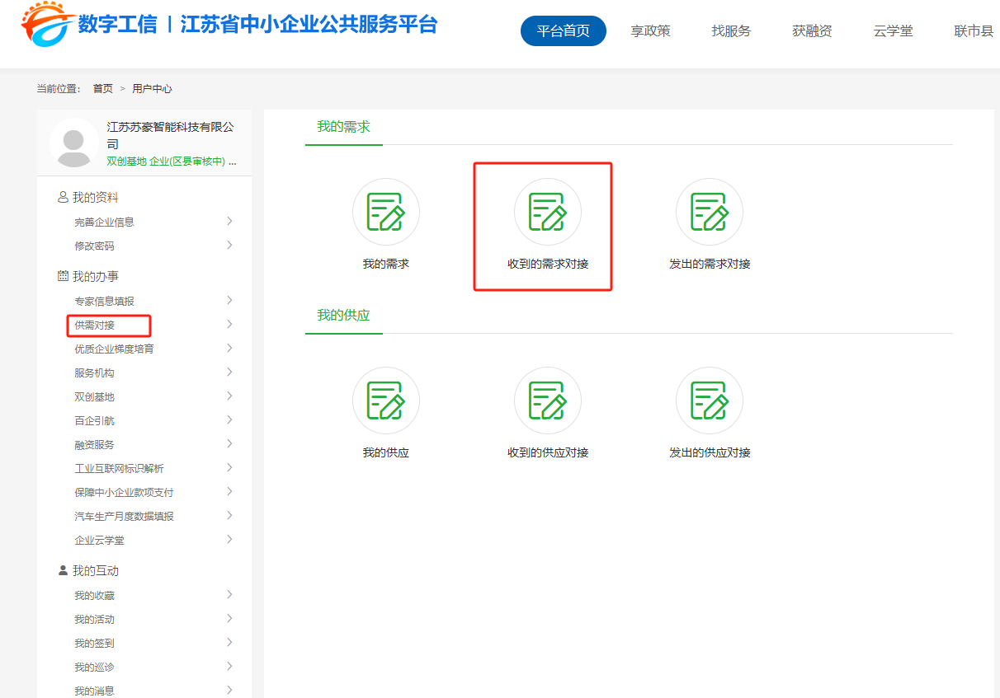 数字工信 | 江苏省中小企业公共服务平台
平台首页 享政策 找服务 获融资 云学堂 联市县
当前位置： 首页 > 用户中心
江苏苏豪智能科技有限公
司
双创基地 企业(区县审核中) ...
我的资料
完善企业信息
修改密码
我的办事
专家信息填报
供需对接
优质企业梯度培育
服务机构
双创基地
百企引航
融资服务
工业互联网标识解析
保障中小企业款项支付
汽车生产月度数据填报
企业云学堂
我的互动
我的收藏
我的活动
我的签到
我的巡诊
我的消息
我的需求
我的需求 收到的需求对接 发出的需求对接
我的供应
我的供应 收到的供应对接 发出的供应对接